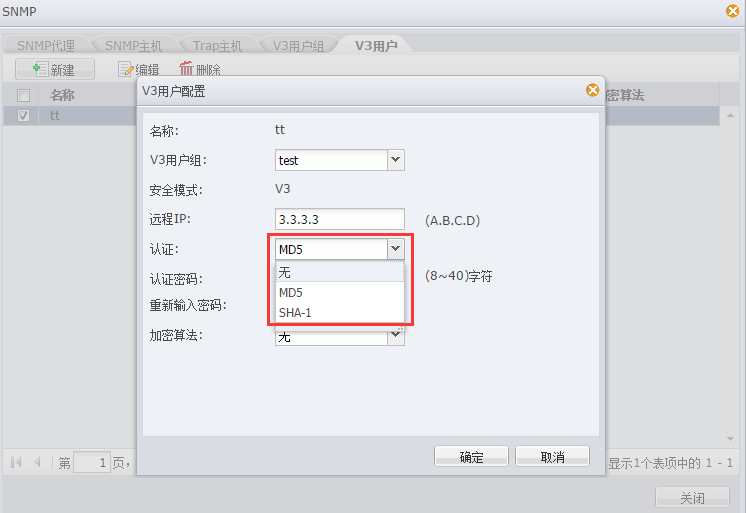 SNMP
SNMP代理 SNMP主机 Trap主机 V3用户组 V3用户
新建 编辑 删除
名称 密算法
tt
V3用户配置
名称: tt
V3用户组: test
安全模式: V3
远程IP: 3.3.3.3 (A.B.C.D)
认证: MD5
无
认证密码: (8~40)字符
MD5
重新输入密码:
SHA-1
加密算法: 无
确定 取消
第 1 页, 显示1个表项中的 1 - 1
关闭